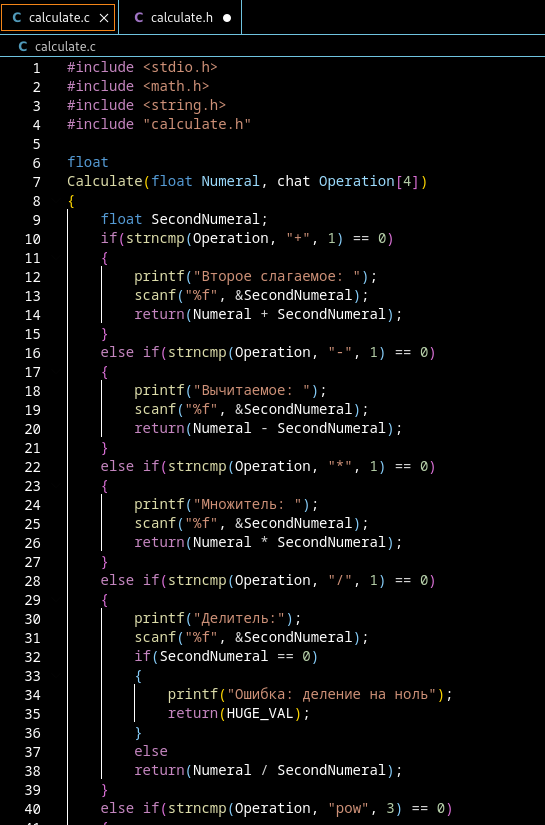 C calculate.c × C calculate.h ●
C calculate.c
1 #include <stdio.h>
2 #include <math.h>
3 #include <string.h>
4 #include "calculate.h"
5
6 float
7 Calculate(float Numeral, chat Operation[4])
8 {
9 float SecondNumeral;
10 if(strncmp(Operation, "+", 1) == 0)
11 {
12 printf("Второе слагаемое: ");
13 scanf("%f", &SecondNumeral);
14 return(Numeral + SecondNumeral);
15 }
16 else if(strncmp(Operation, "-", 1) == 0)
17 {
18 printf("Вычитаемое: ");
19 scanf("%f", &SecondNumeral);
20 return(Numeral - SecondNumeral);
21 }
22 else if(strncmp(Operation, "*", 1) == 0)
23 {
24 printf("Множитель: ");
25 scanf("%f", &SecondNumeral);
26 return(Numeral * SecondNumeral);
27 }
28 else if(strncmp(Operation, "/", 1) == 0)
29 {
30 printf("Делитель:");
31 scanf("%f", &SecondNumeral);
32 if(SecondNumeral == 0)
33 {
34 printf("Ошибка: деление на ноль");
35 return(HUGE_VAL);
36 }
37 else
38 return(Numeral / SecondNumeral);
39 }
40 else if(strncmp(Operation, "pow", 3) == 0)